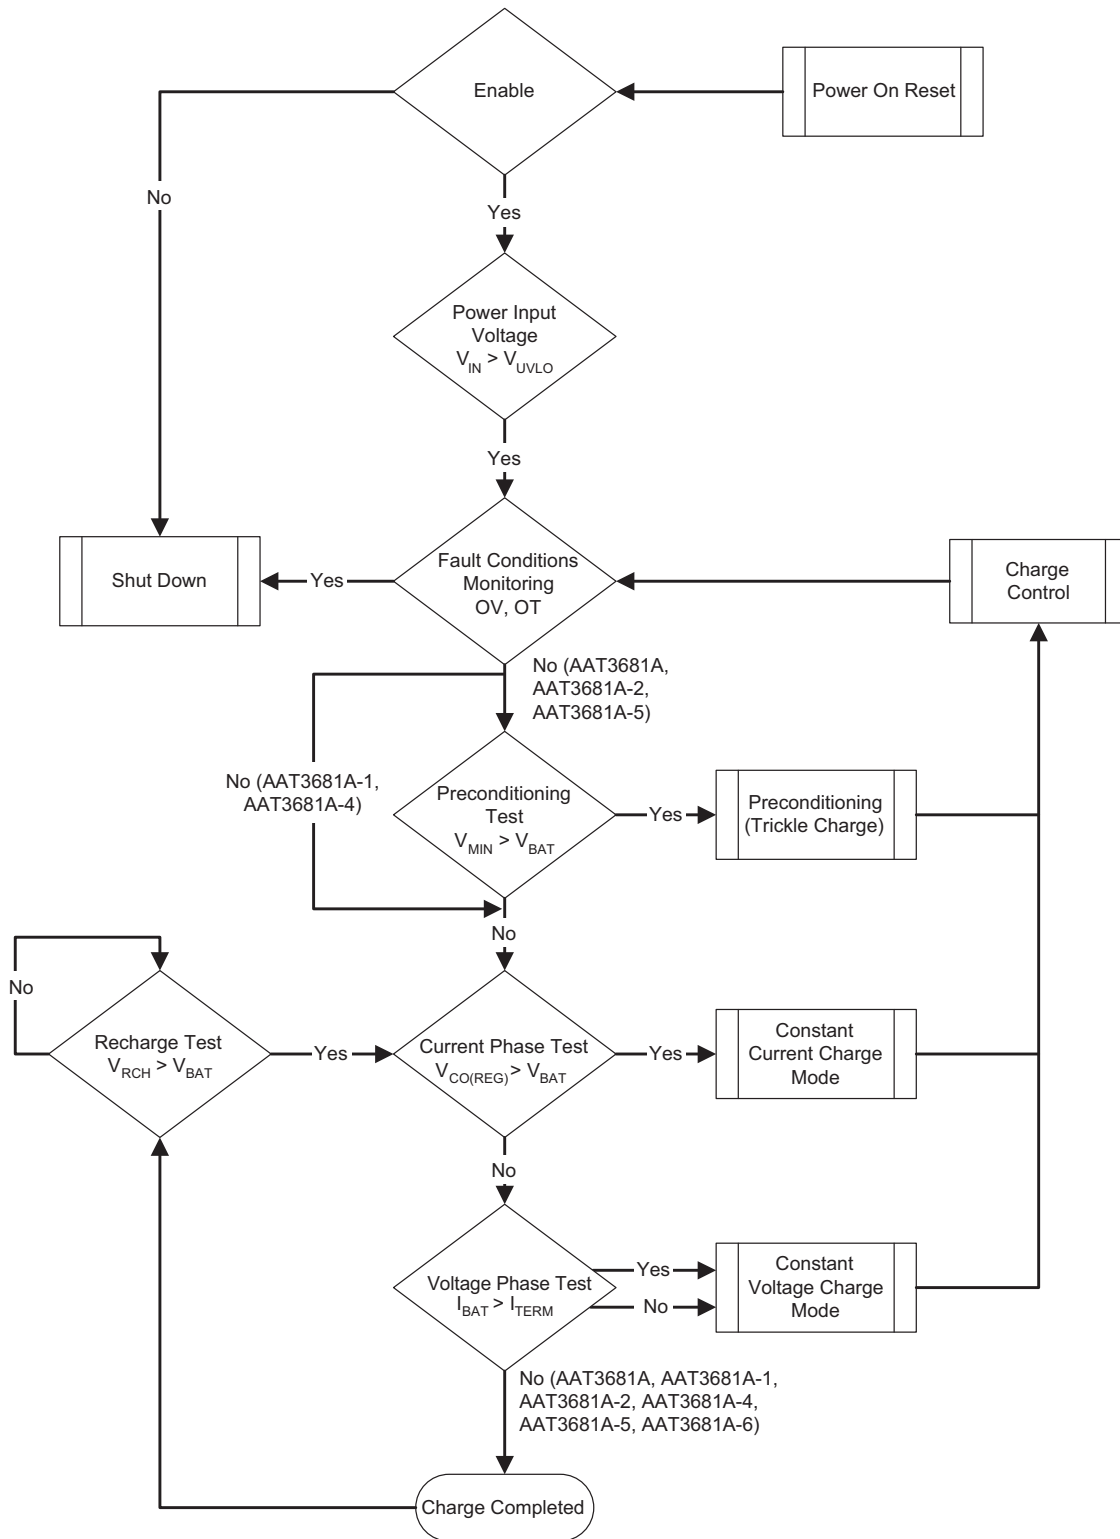 Enable
Power On Reset
No
Yes
Power Input
Voltage
V_IN > V_UVLO
Yes
Shut Down
Yes
Fault Conditions
Monitoring
OV, OT
Charge
Control
No (AAT3681A,
AAT3681A-2,
AAT3681A-5)
No (AAT3681A-1,
AAT3681A-4)
Preconditioning
Test
V_MIN > V_BAT
Yes
Preconditioning
(Trickle Charge)
No
No
Recharge Test
V_RCH > V_BAT
Yes
Current Phase Test
V_CO(REG) > V_BAT
Yes
Constant
Current Charge
Mode
No
Voltage Phase Test
I_BAT > I_TERM
Yes
No
Constant
Voltage Charge
Mode
No (AAT3681A, AAT3681A-1,
AAT3681A-2, AAT3681A-4,
AAT3681A-5, AAT3681A-6)
Charge Completed